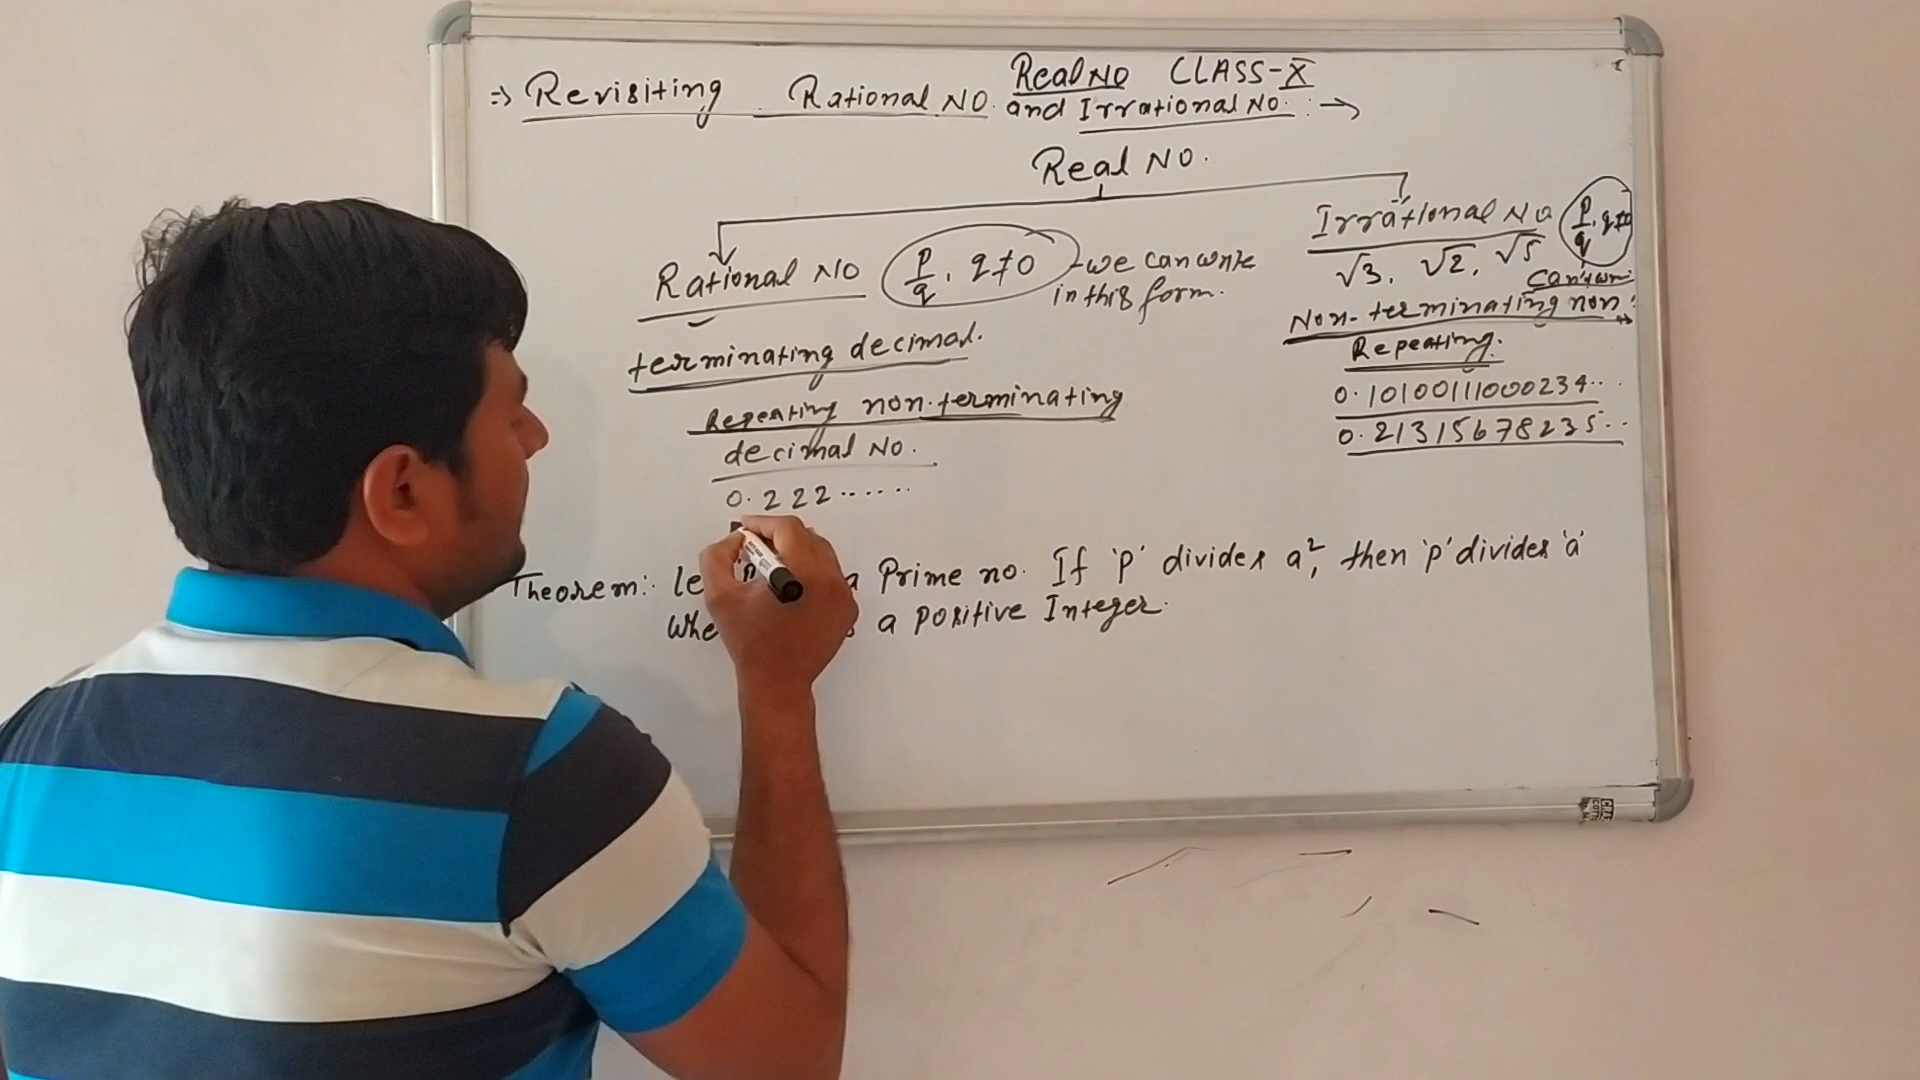 Real NO CLASS-X
⇒ Revisiting Rational NO. and Irrational No. : →
Real NO.
Rational NO p/q, q≠0 -we can write
in this form.
terminating decimal.
Repeating non-terminating
decimal No.
0.222......
Irrational No p/q, q≠0
√3, √2, √5
Can't
Non-terminating non
Repeating.
0.10100111000234...
0.21315678235..
Theorem: a Prime no. If 'p' divides a², then 'p' divides 'a'
a positive Integer.